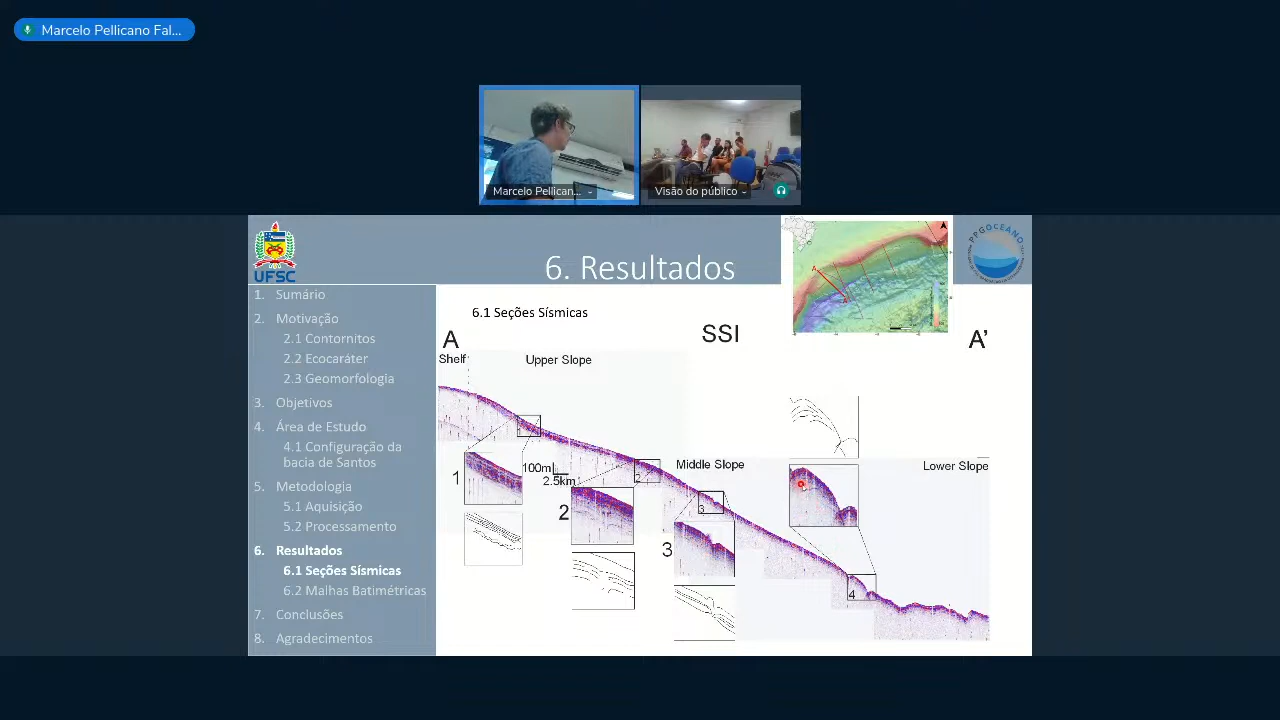 Marcelo Pellicano Fal...
Marcelo Pellican...
Visão do público
UFSC
6. Resultados
PPGOCEANO
1. Sumário
2. Motivação
2.1 Contornitos
2.2 Ecocaráter
2.3 Geomorfologia
3. Objetivos
4. Área de Estudo
4.1 Configuração da
bacia de Santos
5. Metodologia
5.1 Aquisição
5.2 Processamento
6. Resultados
6.1 Seções Sísmicas
6.2 Malhas Batimétricas
7. Conclusões
8. Agradecimentos
6.1 Seções Sísmicas
A
SSI
A’
Shelf
Upper Slope
Middle Slope
Lower Slope
100m
2.5km
1
2
2
3
3
4